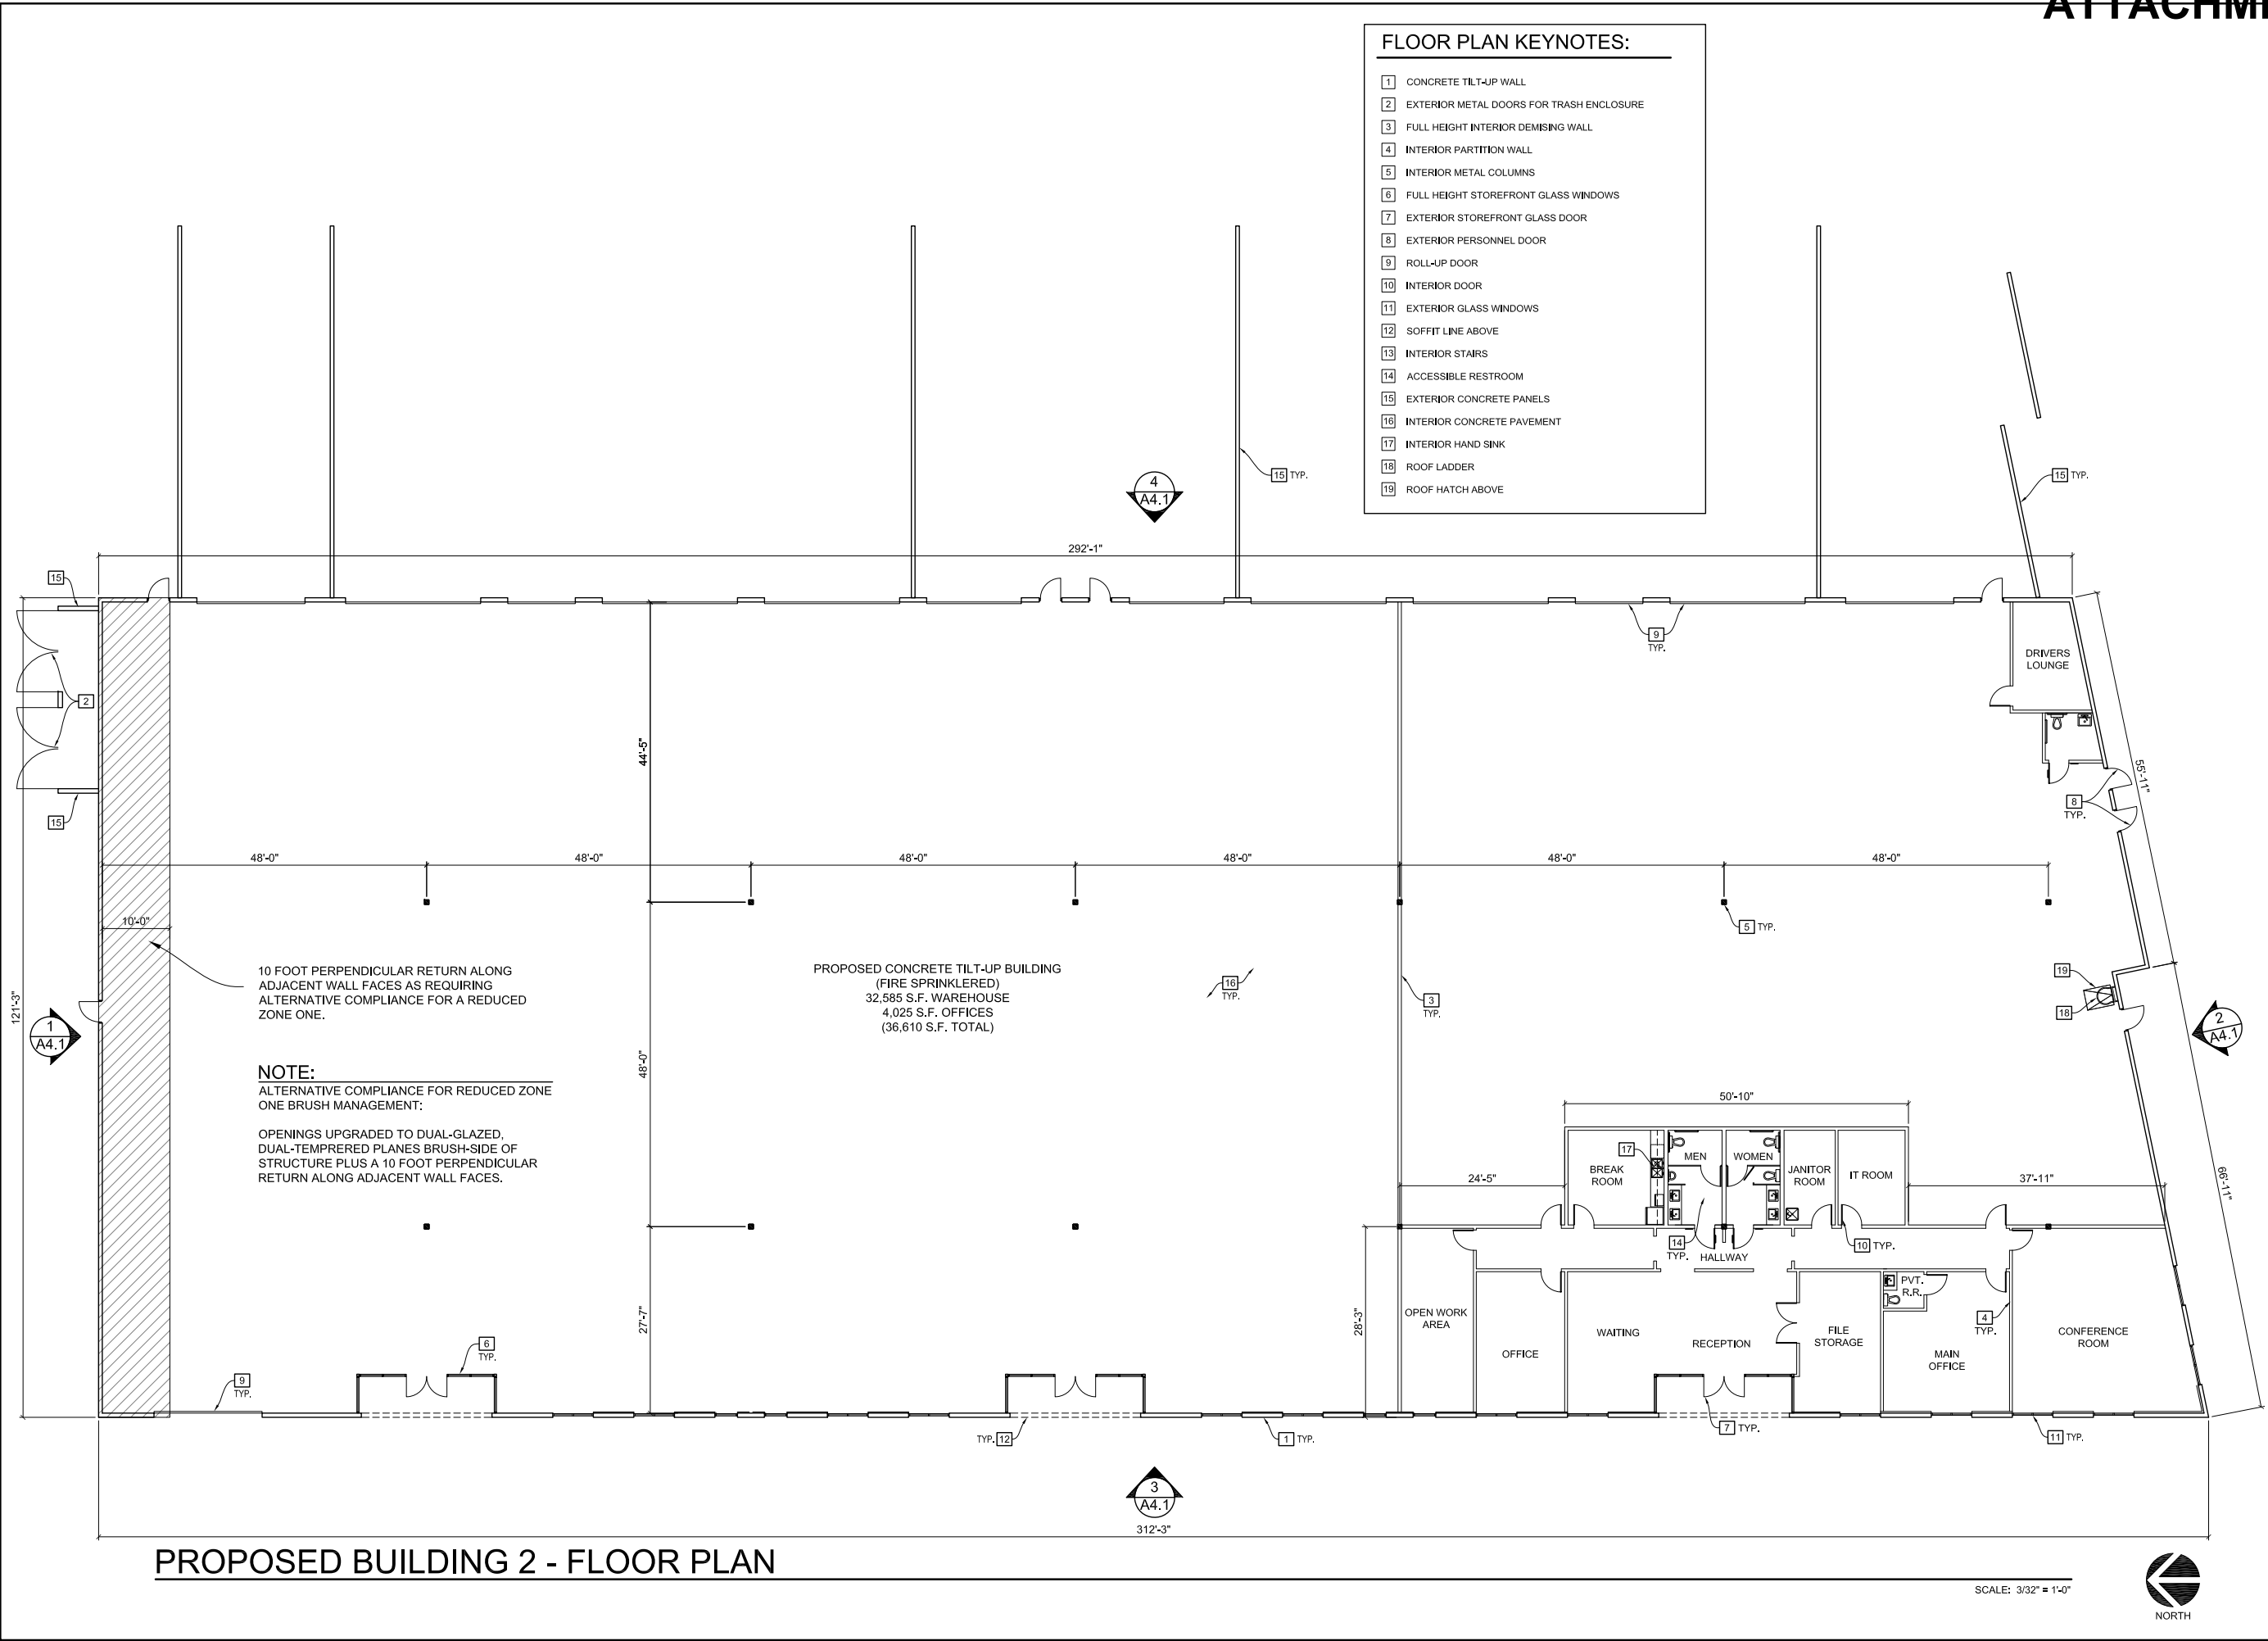 FLOOR PLAN KEYNOTES:
1 CONCRETE TILT-UP WALL
2 EXTERIOR METAL DOORS FOR TRASH ENCLOSURE
3 FULL HEIGHT INTERIOR DEMISING WALL
4 INTERIOR PARTITION WALL
5 INTERIOR METAL COLUMNS
6 FULL HEIGHT STOREFRONT GLASS WINDOWS
7 EXTERIOR STOREFRONT GLASS DOOR
8 EXTERIOR PERSONNEL DOOR
9 ROLL-UP DOOR
10 INTERIOR DOOR
11 EXTERIOR GLASS WINDOWS
12 SOFFIT LINE ABOVE
13 INTERIOR STAIRS
14 ACCESSIBLE RESTROOM
15 EXTERIOR CONCRETE PANELS
16 INTERIOR CONCRETE PAVEMENT
17 INTERIOR HAND SINK
18 ROOF LADDER
19 ROOF HATCH ABOVE
15 TYP.
15 TYP.
4
A4.1
292'-1"
15
9
TYP.
DRIVERS
LOUNGE
2
44'-5"
55'-11"
8
TYP.
15
48'-0"
48'-0"
48'-0"
48'-0"
48'-0"
48'-0"
10'-0"
5 TYP.
10 FOOT PERPENDICULAR RETURN ALONG
ADJACENT WALL FACES AS REQUIRING
ALTERNATIVE COMPLIANCE FOR A REDUCED
ZONE ONE.
PROPOSED CONCRETE TILT-UP BUILDING
(FIRE SPRINKLERED)
32,585 S.F. WAREHOUSE
4,025 S.F. OFFICES
(36,610 S.F. TOTAL)
16
TYP.
3
TYP.
19
18
121'-3"
1
A4.1
2
A4.1
48'-0"
NOTE:
ALTERNATIVE COMPLIANCE FOR REDUCED ZONE
ONE BRUSH MANAGEMENT:
OPENINGS UPGRADED TO DUAL-GLAZED,
DUAL-TEMPRERED PLANES BRUSH-SIDE OF
STRUCTURE PLUS A 10 FOOT PERPENDICULAR
RETURN ALONG ADJACENT WALL FACES.
50'-10"
17
BREAK
ROOM
MEN
WOMEN
JANITOR
ROOM
IT ROOM
24'-5"
37'-11"
66'-11"
14
TYP.
HALLWAY
10 TYP.
PVT.
R.R.
27'-7"
28'-3"
OPEN WORK
AREA
OFFICE
WAITING
RECEPTION
FILE
STORAGE
MAIN
OFFICE
4
TYP.
CONFERENCE
ROOM
6
TYP.
9
TYP.
TYP. 12
1 TYP.
7 TYP.
11 TYP.
3
A4.1
312'-3"
PROPOSED BUILDING 2 - FLOOR PLAN
SCALE: 3/32" = 1'-0"
NORTH